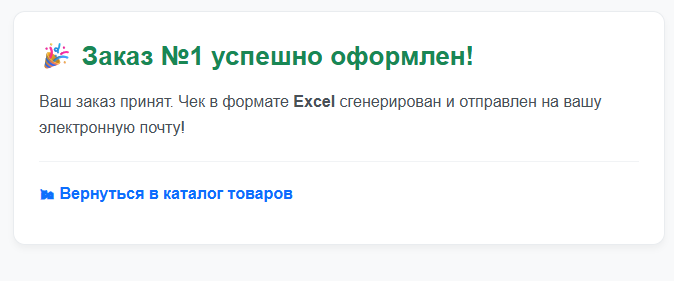 🎉 Заказ №1 успешно оформлен!
Ваш заказ принят. Чек в формате Excel сгенерирован и отправлен на вашу
электронную почту!
Вернуться в каталог товаров